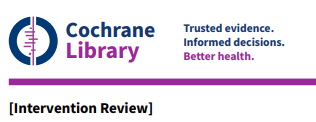 Cochrane
Library
Trusted evidence.
Informed decisions.
Better health.
[Intervention Review]